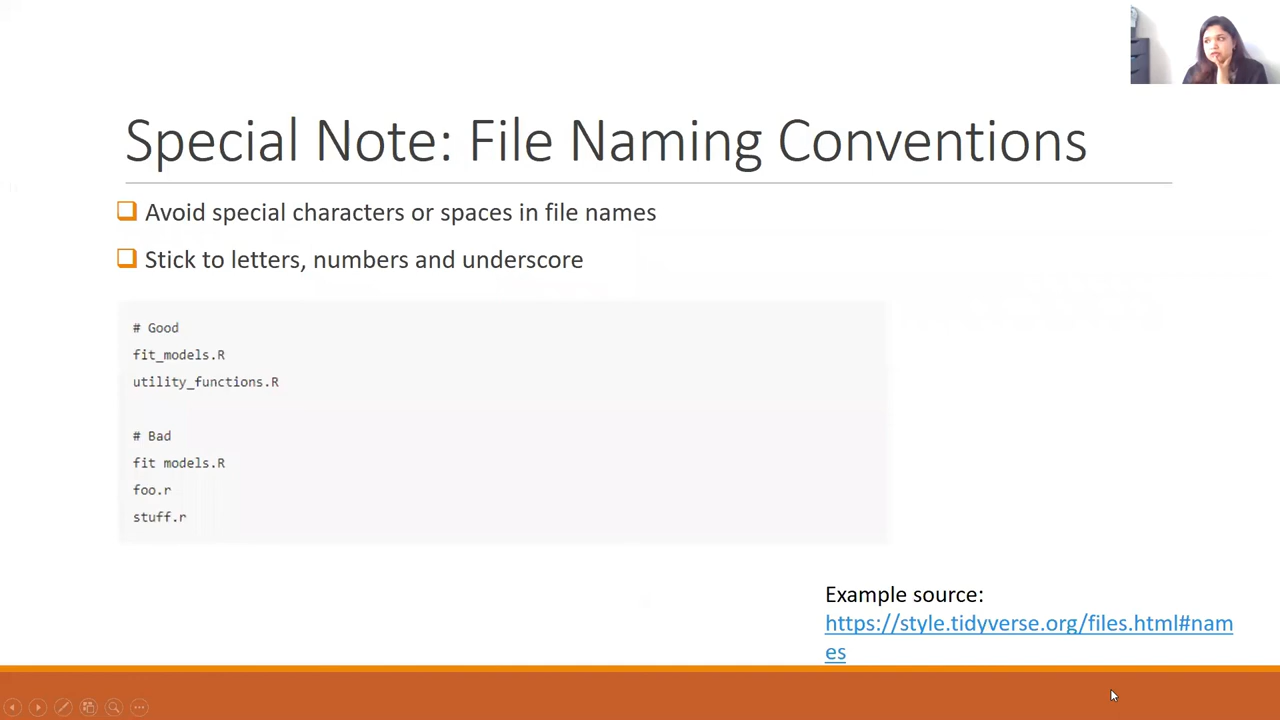 Special Note: File Naming Conventions
Avoid special characters or spaces in file names
Stick to letters, numbers and underscore
# Good
fit_models.R
utility_functions.R
# Bad
fit models.R
foo.r
stuff.r
Example source:
https://style.tidyverse.org/files.html#nam
es